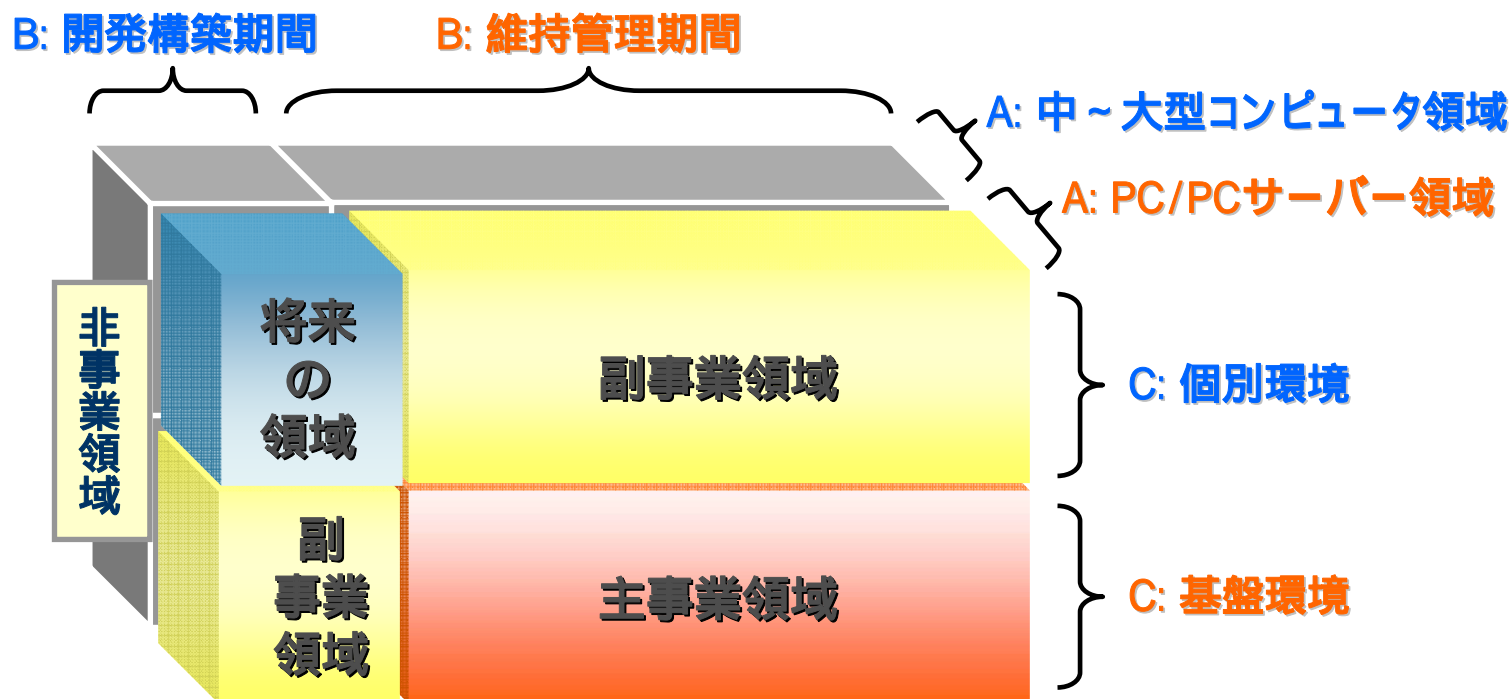 B: 開発構築期間
B: 維持管理期間
A: 中~大型コンピュータ領域
A: PC/PCサーバー領域
非事業領域
将来
の
領域
副事業領域
C: 個別環境
副
事業
領域
主事業領域
C: 基盤環境